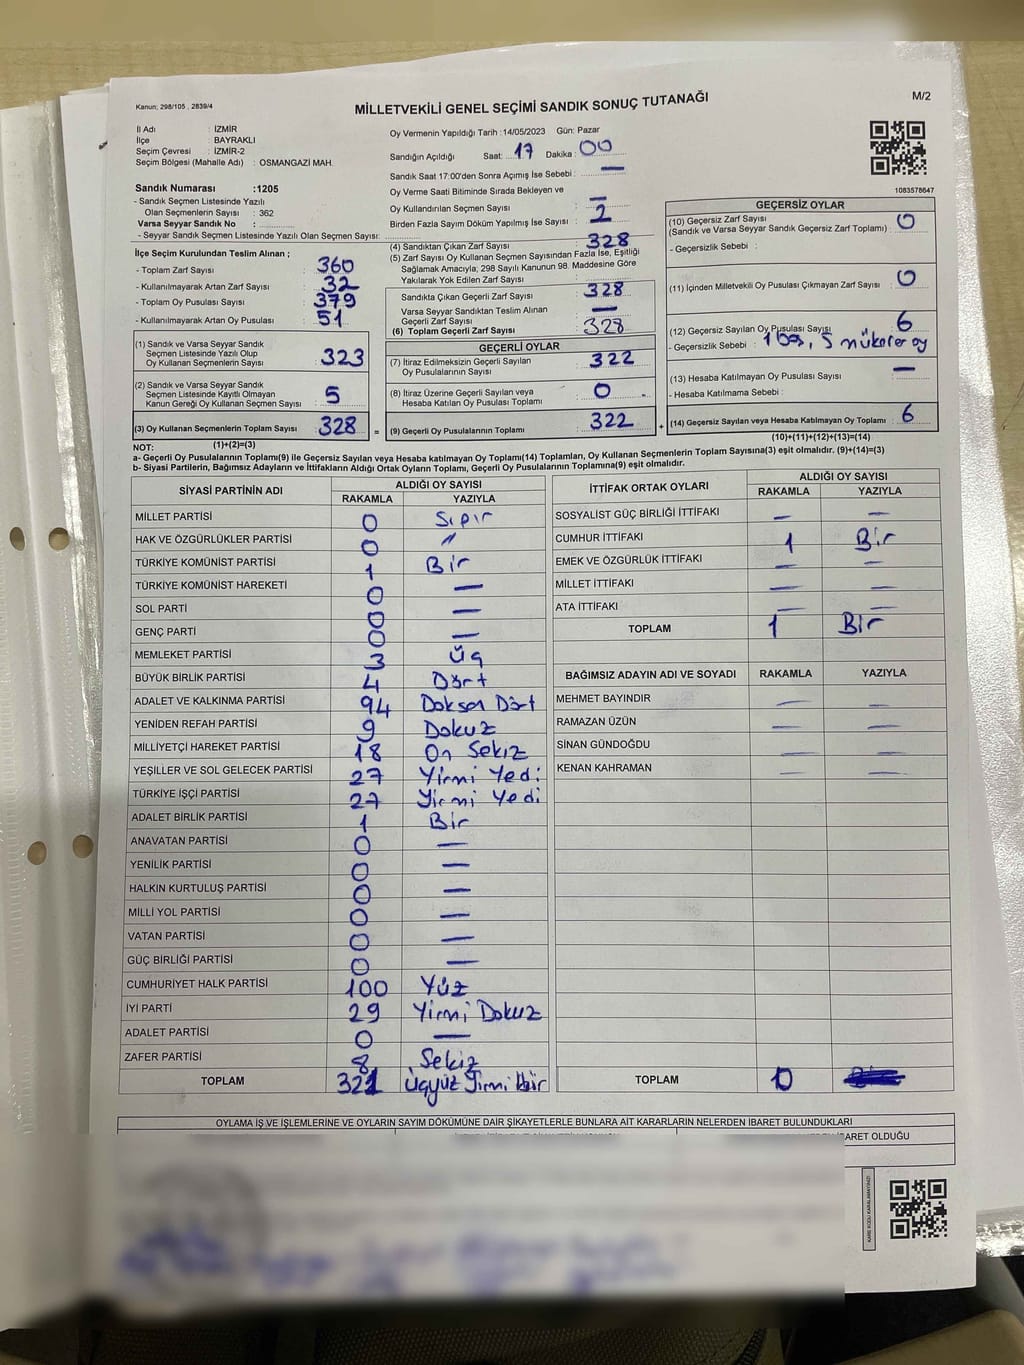 Kanun: 298/105 , 2839/4
MİLLETVEKİLİ GENEL SEÇİMİ SANDIK SONUÇ TUTANAĞI
M/2
İl Adı : İZMİR
İlçe : BAYRAKLI
Seçim Çevresi : İZMİR-2
Seçim Bölgesi (Mahalle Adı) : OSMANGAZİ MAH.
Sandık Numarası :1205
- Sandık Seçmen Listesinde Yazılı
Olan Seçmenlerin Sayısı : 362
Varsa Seyyar Sandık No :
- Seyyar Sandık Seçmen Listesinde Yazılı Olan Seçmen Sayısı:
Oy Vermenin Yapıldığı Tarih :14/05/2023 Gün: Pazar
Sandığın Açıldığı Saat: 17 Dakika : 00
Sandık Saat 17:00'den Sonra Açımış İse Sebebi : —
Oy Verme Saati Bitiminde Sırada Bekleyen ve
Oy Kullandırılan Seçmen Sayısı : —
Birden Fazla Sayım Döküm Yapılmış İse Sayısı : 2
1083578647
İlçe Seçim Kurulundan Teslim Alınan ;
- Toplam Zarf Sayısı : 360
- Kullanılmayarak Artan Zarf Sayısı : 32
- Toplam Oy Pusulası Sayısı : 379
- Kullanılmayarak Artan Oy Pusulası : 51
(1) Sandık ve Varsa Seyyar Sandık
Seçmen Listesinde Yazılı Olup
Oy Kullanan Seçmenlerin Sayısı : 323
(2) Sandık ve Varsa Seyyar Sandık
Seçmen Listesinde Kayıtlı Olmayan
Kanun Gereği Oy Kullanan Seçmen Sayısı : 5
(3) Oy Kullanan Seçmenlerin Toplam Sayısı : 328
(1)+(2)=(3)
(4) Sandıktan Çıkan Zarf Sayısı : 328
(5) Zarf Sayısı Oy Kullanan Seçmen Sayısından Fazla İse, Eşitliği
Sağlamak Amacıyla; 298 Sayılı Kanunun 98. Maddesine Göre
Yakılarak Yok Edilen Zarf Sayısı :
Sandıkta Çıkan Geçerli Zarf Sayısı : 328
Varsa Seyyar Sandıktan Teslim Alınan
Geçerli Zarf Sayısı : —
(6) Toplam Geçerli Zarf Sayısı : 328
GEÇERLİ OYLAR
(7) İtiraz Edilmeksizin Geçerli Sayılan
Oy Pusulalarının Sayısı : 322
(8) İtiraz Üzerine Geçerli Sayılan veya
Hesaba Katılan Oy Pusulası Toplamı : 0
= (9) Geçerli Oy Pusulalarının Toplamı : 322
GEÇERSİZ OYLAR
(10) Geçersiz Zarf Sayısı
(Sandık ve Varsa Seyyar Sandık Geçersiz Zarf Toplamı) : 0
- Geçersizlik Sebebi :
(11) İçinden Milletvekili Oy Pusulası Çıkmayan Zarf Sayısı : 0
(12) Geçersiz Sayılan Oy Pusulası Sayısı : 6
- Geçersizlik Sebebi : 1 boş, 5 mükerer oy
(13) Hesaba Katılmayan Oy Pusulası Sayısı : —
- Hesaba Katılmama Sebebi :
+ (14) Geçersiz Sayılan veya Hesaba Katılmayan Oy Toplamı : 6
(10)+(11)+(12)+(13)=(14)
NOT:
a- Geçerli Oy Pusulalarının Toplamı(9) ile Geçersiz Sayılan veya Hesaba Katılmayan Oy Toplamı(14) Toplamları, Oy Kullanan Seçmenlerin Toplam Sayısına(3) eşit olmalıdır. (9)+(14)=(3)
b- Siyasi Partilerin, Bağımsız Adayların ve İttifakların Aldığı Ortak Oyların Toplamı, Geçerli Oy Pusulalarının Toplamına(9) eşit olmalıdır.
SİYASİ PARTİNİN ADI ALDIĞI OY SAYISI
RAKAMLA YAZIYLA
MİLLET PARTİSİ 0 Sıpır
HAK VE ÖZGÜRLÜKLER PARTİSİ 0 "
TÜRKİYE KOMÜNİST PARTİSİ 1 Bir
TÜRKİYE KOMÜNİST HAREKETİ 0 —
SOL PARTİ 0 —
GENÇ PARTİ 0 —
MEMLEKET PARTİSİ 3 Üç
BÜYÜK BİRLİK PARTİSİ 4 Dört
ADALET VE KALKINMA PARTİSİ 94 Doksan Dört
YENİDEN REFAH PARTİSİ 9 Dokuz
MİLLİYETÇİ HAREKET PARTİSİ 18 On Sekiz
YEŞİLLER VE SOL GELECEK PARTİSİ 27 Yirmi Yedi
TÜRKİYE İŞÇİ PARTİSİ 27 Yirmi Yedi
ADALET BİRLİK PARTİSİ 1 Bir
ANAVATAN PARTİSİ 0 —
YENİLİK PARTİSİ 0 —
HALKIN KURTULUŞ PARTİSİ 0 —
MİLLİ YOL PARTİSİ 0 —
VATAN PARTİSİ 0 —
GÜÇ BİRLİĞİ PARTİSİ 0 —
CUMHURİYET HALK PARTİSİ 100 Yüz
İYİ PARTİ 29 Yirmi Dokuz
ADALET PARTİSİ 0 —
ZAFER PARTİSİ 8 Sekiz
TOPLAM 321 Üçyüz Yirmi Bir
İTTİFAK ORTAK OYLARI ALDIĞI OY SAYISI
RAKAMLA YAZIYLA
SOSYALİST GÜÇ BİRLİĞİ İTTİFAKI — —
CUMHUR İTTİFAKI 1 Bir
EMEK VE ÖZGÜRLÜK İTTİFAKI — —
MİLLET İTTİFAKI — —
ATA İTTİFAKI — —
TOPLAM 1 Bir
BAĞIMSIZ ADAYIN ADI VE SOYADI RAKAMLA YAZIYLA
MEHMET BAYINDIR — —
RAMAZAN ÜZÜN — —
SİNAN GÜNDOĞDU — —
KENAN KAHRAMAN — —
TOPLAM 0
OYLAMA İŞ VE İŞLEMLERİNE VE OYLARIN SAYIM DÖKÜMÜNE DAİR ŞİKAYETLERLE BUNLARA AİT KARARLARIN NELERDEN İBARET BULUNDUKLARI
İBARET OLDUĞU
KARE KODU KARALAMAYINIZ!